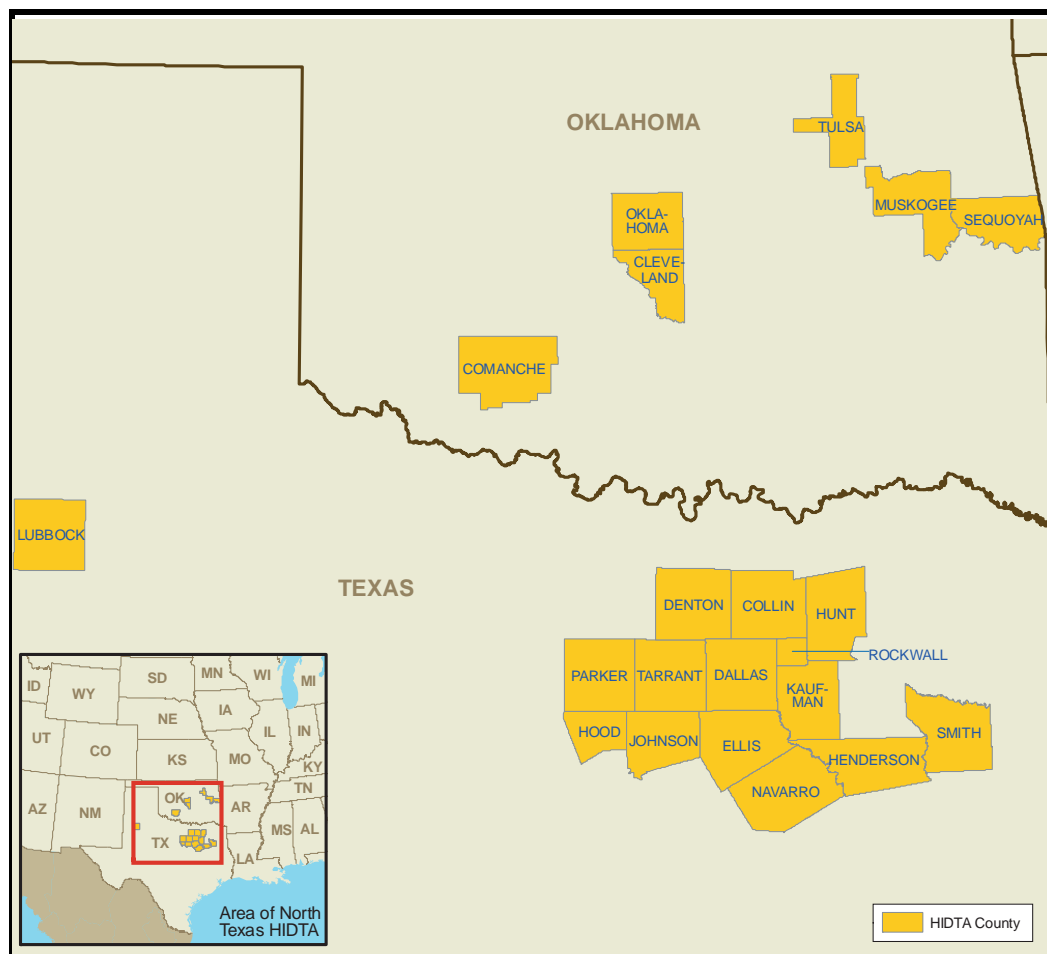 OKLAHOMA
TULSA
MUSKOGEE
SEQUOYAH
OKLA-
HOMA
CLEVE-
LAND
COMANCHE
LUBBOCK
TEXAS
DENTON
COLLIN
HUNT
ROCKWALL
PARKER
TARRANT
DALLAS
KAUF-
MAN
HOOD
JOHNSON
ELLIS
HENDERSON
SMITH
NAVARRO
ID
WY
SD
MN
WI
MI
NE
IA
UT
CO
KS
MO
IL
IN
KY
AZ
NM
OK
AR
TN
TX
LA
MS
AL
Area of North
Texas HIDTA
HIDTA County